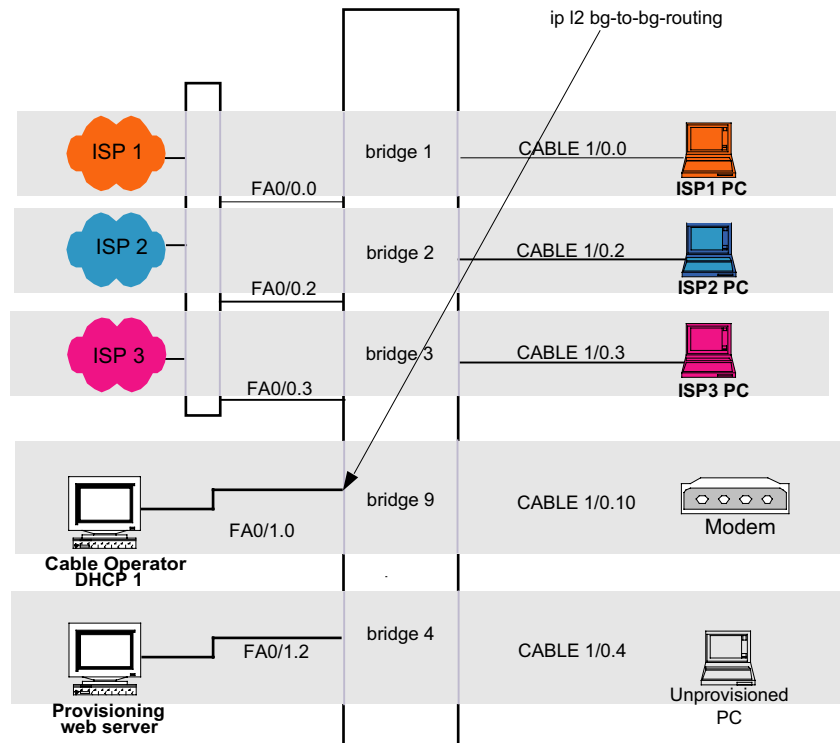 ip l2 bg-to-bg-routing
ISP 1
bridge 1
CABLE 1/0.0
ISP1 PC
FA0/0.0
ISP 2
bridge 2
CABLE 1/0.2
ISP2 PC
FA0/0.2
ISP 3
bridge 3
CABLE 1/0.3
ISP3 PC
FA0/0.3
bridge 9
CABLE 1/0.10
Modem
FA0/1.0
Cable Operator
DHCP 1
bridge 4
FA0/1.2
CABLE 1/0.4
Unprovisioned
PC
Provisioning
web server